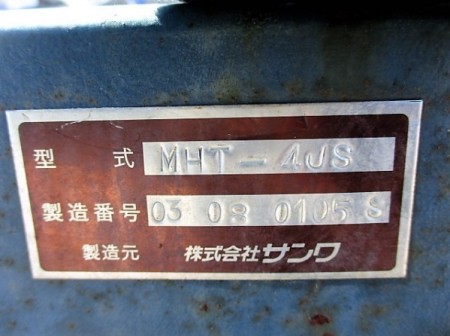 型式 MHT-4JS
製造番号 03 08 0105 S
製造元 株式会社サンワ